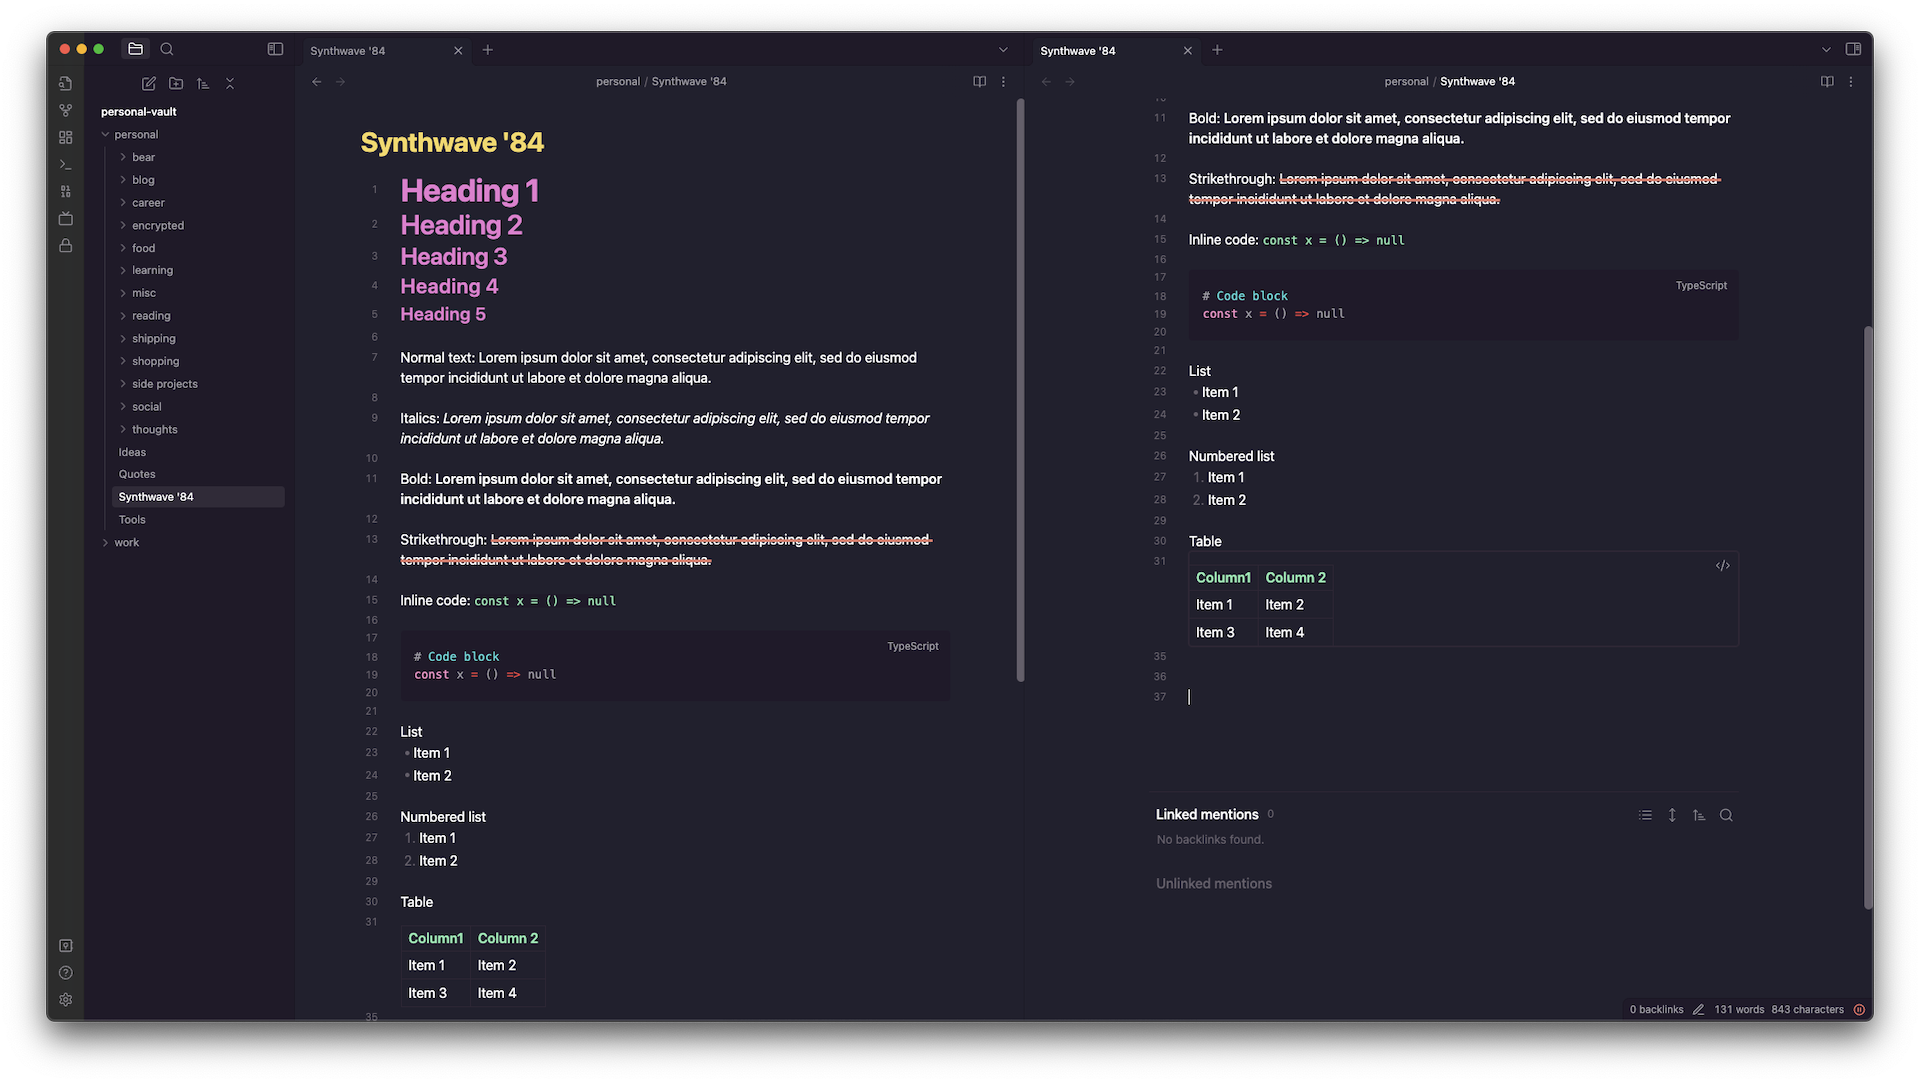 Synthwave '84
Synthwave '84
personal-vault
personal
bear
blog
career
encrypted
food
learning
misc
reading
shipping
shopping
side projects
social
thoughts
Ideas
Quotes
Synthwave '84
Tools
work
personal / Synthwave '84
Synthwave '84
1 Heading 1
2 Heading 2
3 Heading 3
4 Heading 4
5 Heading 5
6
7 Normal text: Lorem ipsum dolor sit amet, consectetur adipiscing elit, sed do eiusmod
tempor incididunt ut labore et dolore magna aliqua.
8
9 Italics: Lorem ipsum dolor sit amet, consectetur adipiscing elit, sed do eiusmod tempor
incididunt ut labore et dolore magna aliqua.
10
11 Bold: Lorem ipsum dolor sit amet, consectetur adipiscing elit, sed do eiusmod tempor
incididunt ut labore et dolore magna aliqua.
12
13 Strikethrough: Lorem ipsum dolor sit amet, consectetur adipiscing elit, sed do eiusmod
tempor incididunt ut labore et dolore magna aliqua.
14
15 Inline code: const x = () => null
16
17
TypeScript
18 # Code block
19 const x = () => null
20
21
22 List
23 • Item 1
24 • Item 2
25
26 Numbered list
27 1. Item 1
28 2. Item 2
29
30 Table
31
Column1 Column 2
Item 1 Item 2
Item 3 Item 4
35
personal / Synthwave '84
10
11 Bold: Lorem ipsum dolor sit amet, consectetur adipiscing elit, sed do eiusmod tempor
incididunt ut labore et dolore magna aliqua.
12
13 Strikethrough: Lorem ipsum dolor sit amet, consectetur adipiscing elit, sed do eiusmod
tempor incididunt ut labore et dolore magna aliqua.
14
15 Inline code: const x = () => null
16
17
TypeScript
18 # Code block
19 const x = () => null
20
21
22 List
23 • Item 1
24 • Item 2
25
26 Numbered list
27 1. Item 1
28 2. Item 2
29
30 Table
31
Column1 Column 2
Item 1 Item 2
Item 3 Item 4
35
36
37
Linked mentions 0
No backlinks found.
Unlinked mentions
0 backlinks 131 words 843 characters